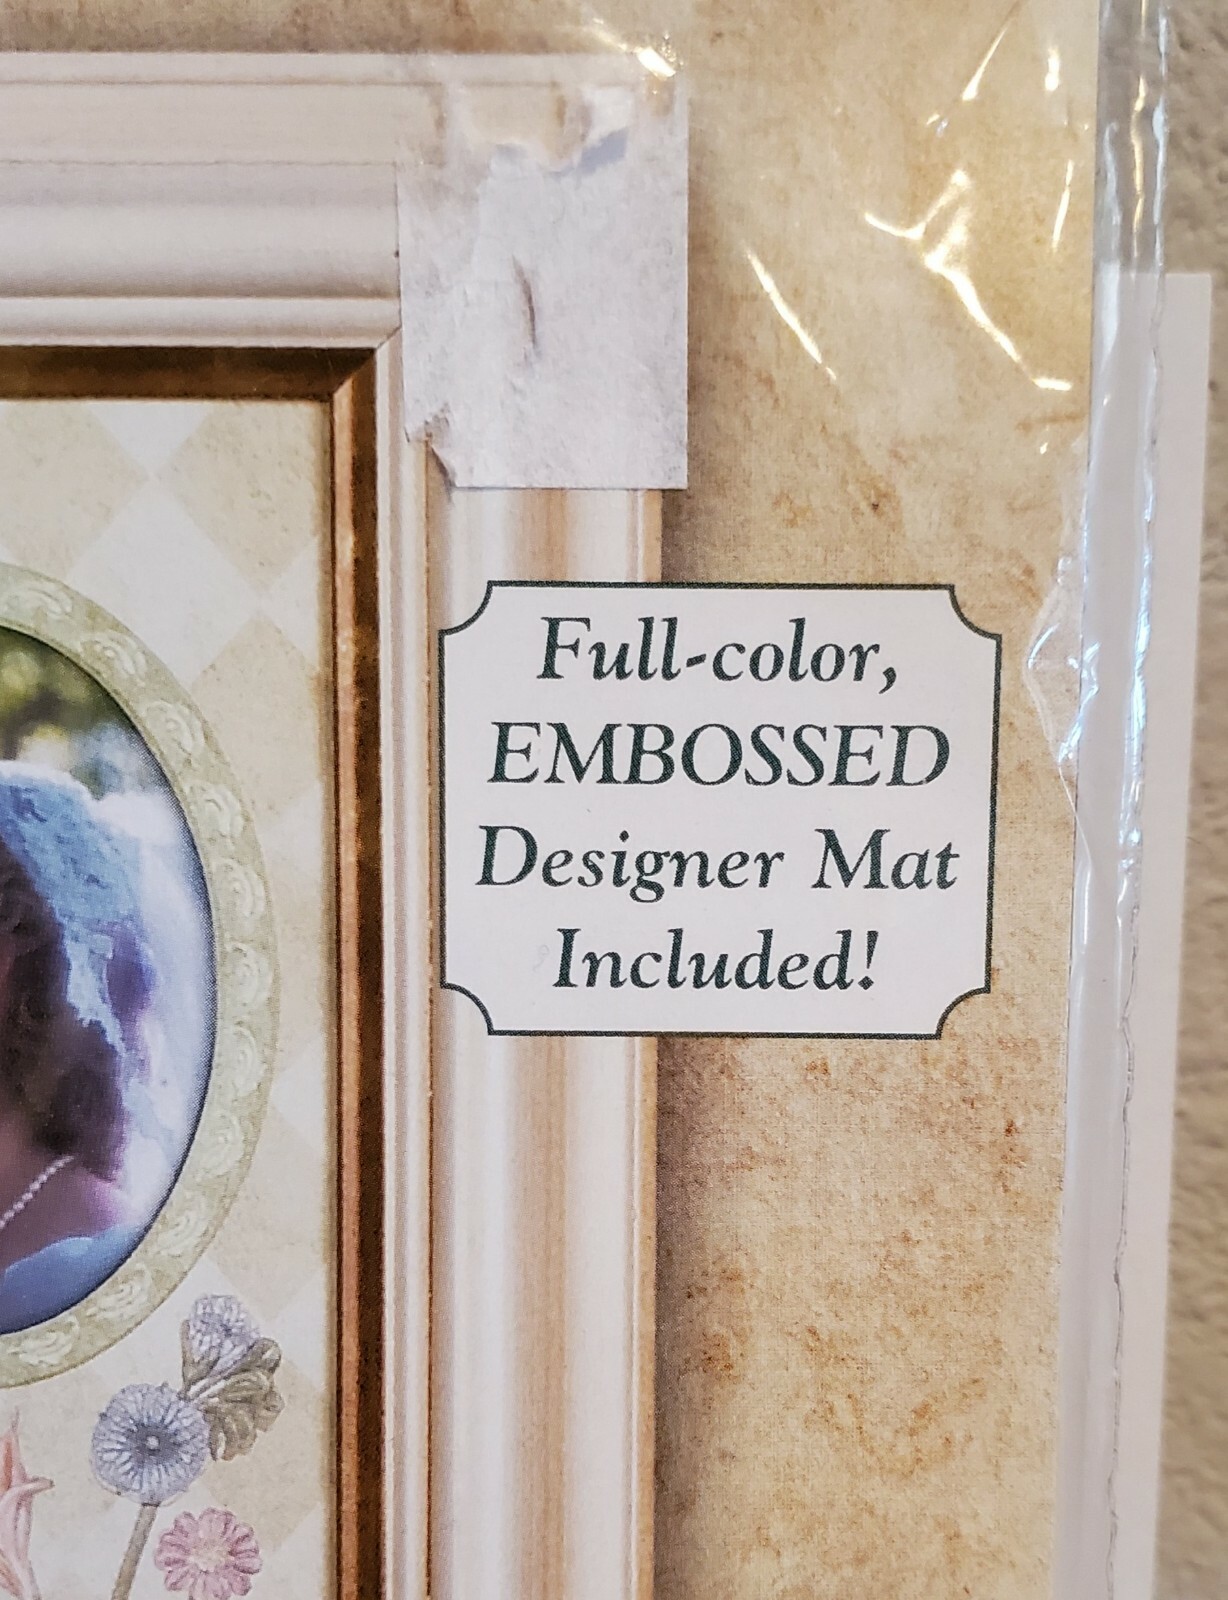 Full-color,
EMBOSSED
Designer Mat
Included!